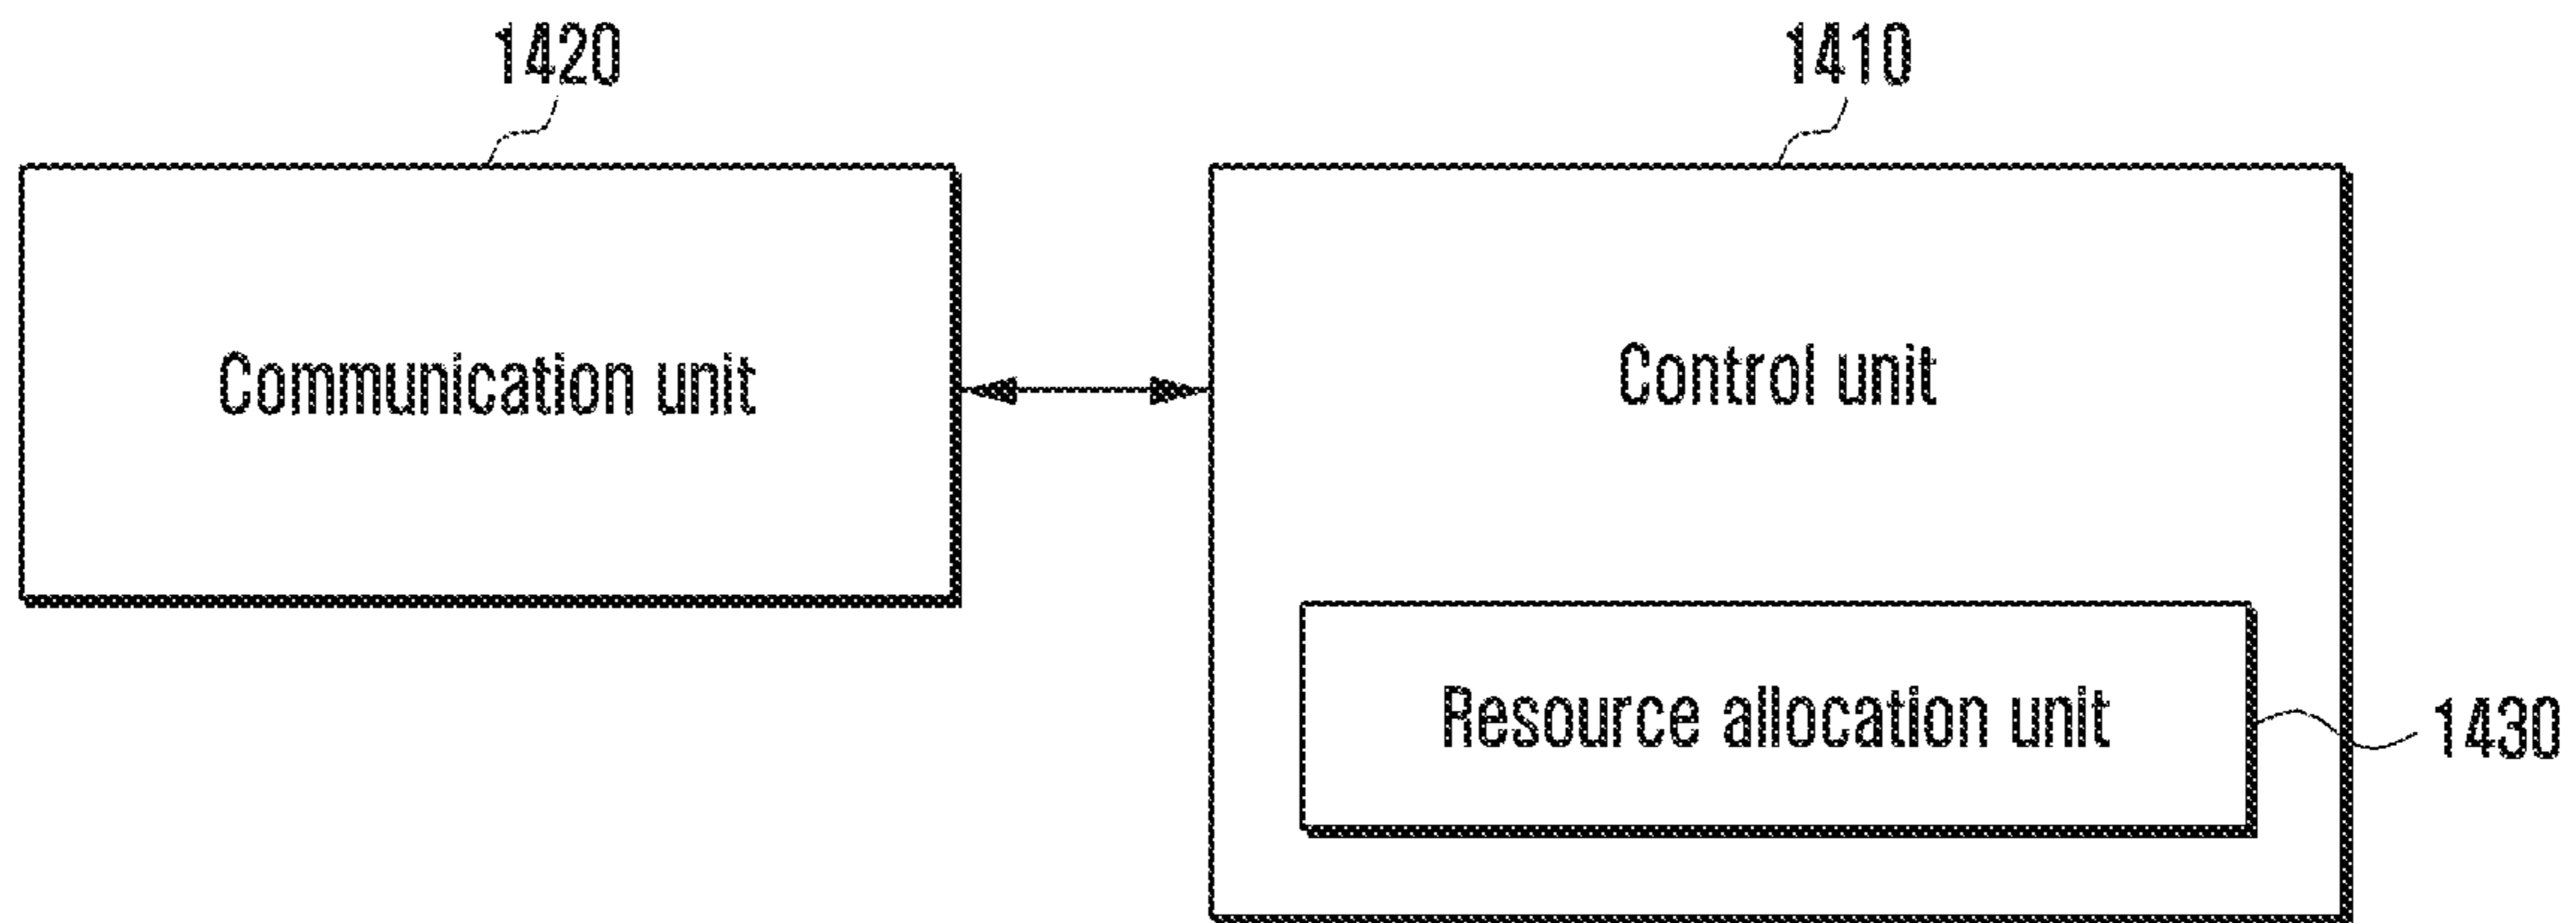 1420
1410
Communication unit
Control unit
Resource allocation unit
1430